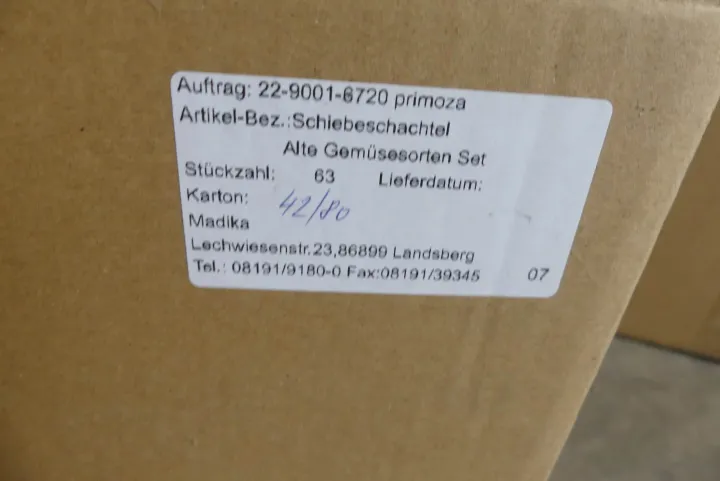 Auftrag: 22-9001-6720 primoza
Artikel-Bez.:Schiebeschachtel
Alte Gemüsesorten Set
Stückzahl: 63 Lieferdatum:
Karton: 42/80
Madika
Lechwiesenstr.23,86899 Landsberg
Tel.: 08191/9180-0 Fax:08191/39345 07